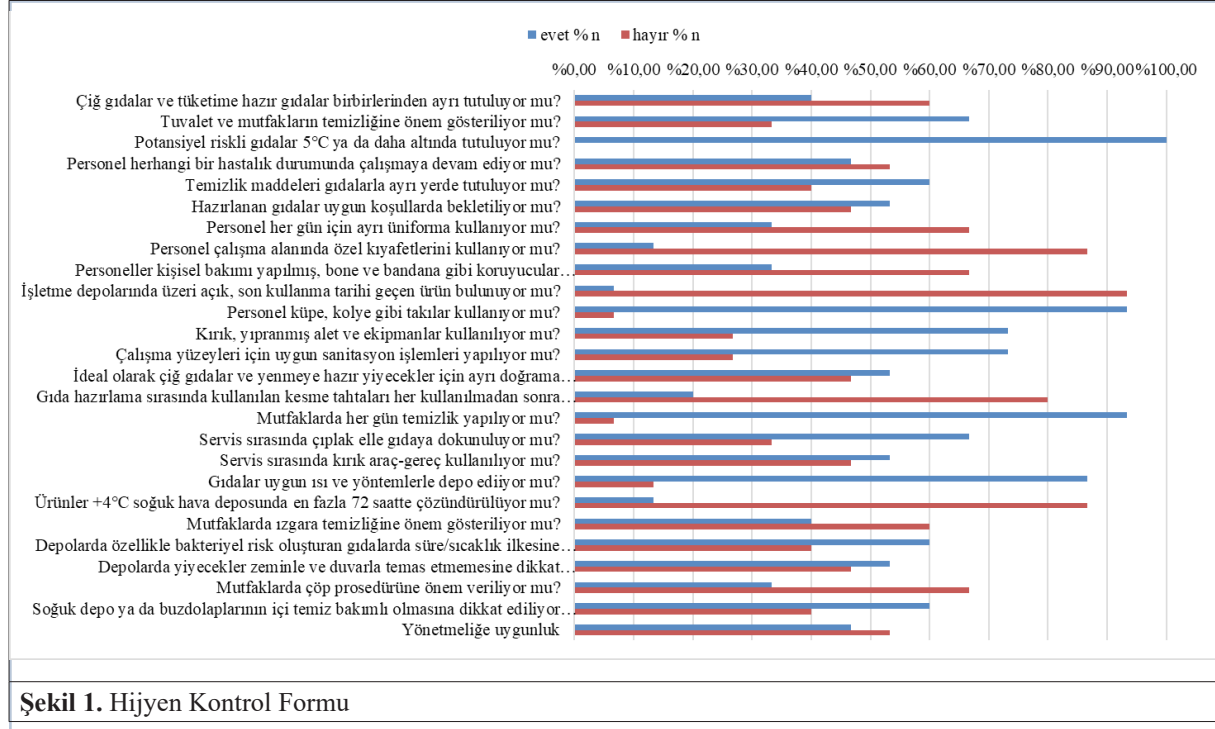 evet % n hayır % n
%0,00 %10,00 %20,00 %30,00 %40,00 %50,00 %60,00 %70,00 %80,00 %90,00 %100,00
Çiğ gıdalar ve tüketime hazır gıdalar birbirlerinden ayrı tutuluyor mu?
Tuvalet ve mutfakların temizliğine önem gösteriliyor mu?
Potansiyel riskli gıdalar 5°C ya da daha altında tutuluyor mu?
Personel herhangi bir hastalık durumunda çalışmaya devam ediyor mu?
Temizlik maddeleri gıdalarla ayrı yerde tutuluyor mu?
Hazırlanan gıdalar uygun koşullarda bekletiliyor mu?
Personel her gün için ayrı üniforma kullanıyor mu?
Personel çalışma alanında özel kıyafetlerini kullanıyor mu?
Personeller kişisel bakımı yapılmış, bone ve bandana gibi koruyucular…
İşletme depolarında üzeri açık, son kullanma tarihi geçen ürün bulunuyor mu?
Personel küpe, kolye gibi takılar kullanıyor mu?
Kırık, yıpranmış alet ve ekipmanlar kullanılıyor mu?
Çalışma yüzeyleri için uygun sanitasyon işlemleri yapılıyor mu?
İdeal olarak çiğ gıdalar ve yenmeye hazır yiyecekler için ayrı doğrama…
Gıda hazırlama sırasında kullanılan kesme tahtaları her kullanılmadan sonra…
Mutfaklarda her gün temizlik yapılıyor mu?
Servis sırasında çıplak elle gıdaya dokunuluyor mu?
Servis sırasında kırık araç-gereç kullanılıyor mu?
Gıdalar uygun ısı ve yöntemlerle depo ediiyor mu?
Ürünler +4°C soğuk hava deposunda en fazla 72 saatte çözündürülüyor mu?
Mutfaklarda ızgara temizliğine önem gösteriliyor mu?
Depolarda özellikle bakteriyel risk oluşturan gıdalarda süre/sıcaklık ilkesine…
Depolarda yiyecekler zeminle ve duvarla temas etmemesine dikkat…
Mutfaklarda çöp prosedürüne önem veriliyor mu?
Soğuk depo ya da buzdolaplarının içi temiz bakımlı olmasına dikkat ediliyor…
Yönetmeliğe uygunluk
Şekil 1. Hijyen Kontrol Formu